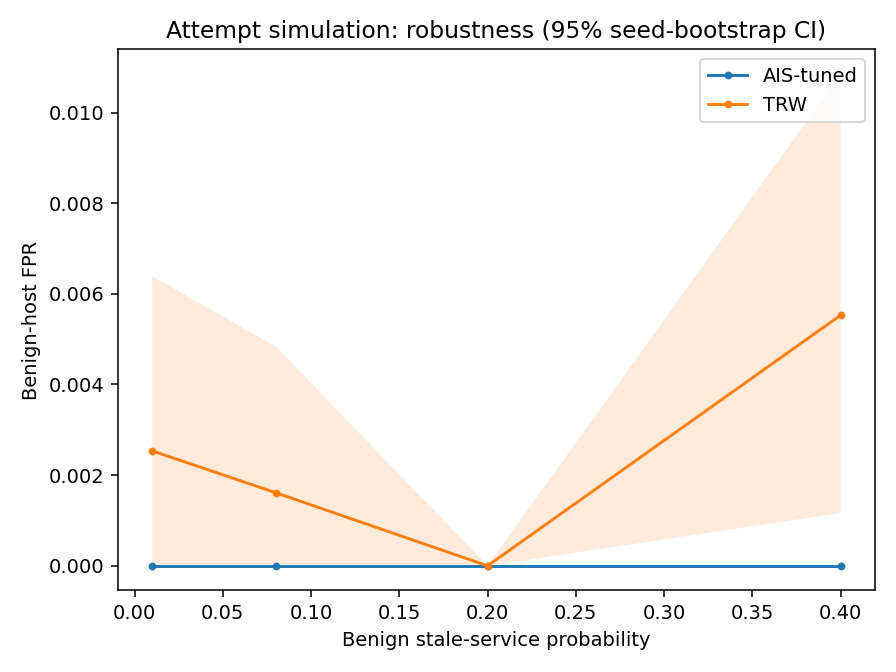 Attempt simulation: robustness (95% seed-bootstrap CI)
AIS-tuned
TRW
Benign-host FPR
0.010
0.008
0.006
0.004
0.002
0.000
0.00 0.05 0.10 0.15 0.20 0.25 0.30 0.35 0.40
Benign stale-service probability